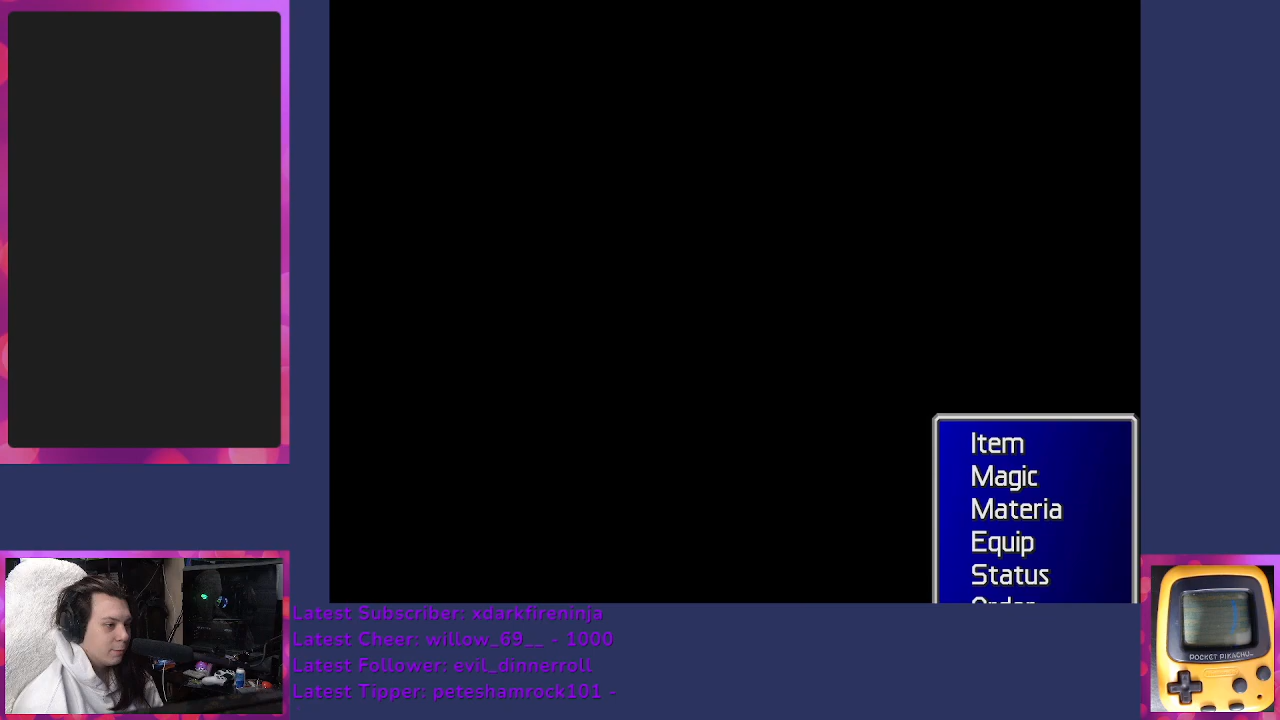 Item
Magic
Materia
Equip
Status
Order
Latest Subscriber: xdarkfireninja
Latest Cheer: willow_69__ - 1000
Latest Follower: evil_dinnerroll
Latest Tipper: peteshamrock101 -
POCKET PIKACHU